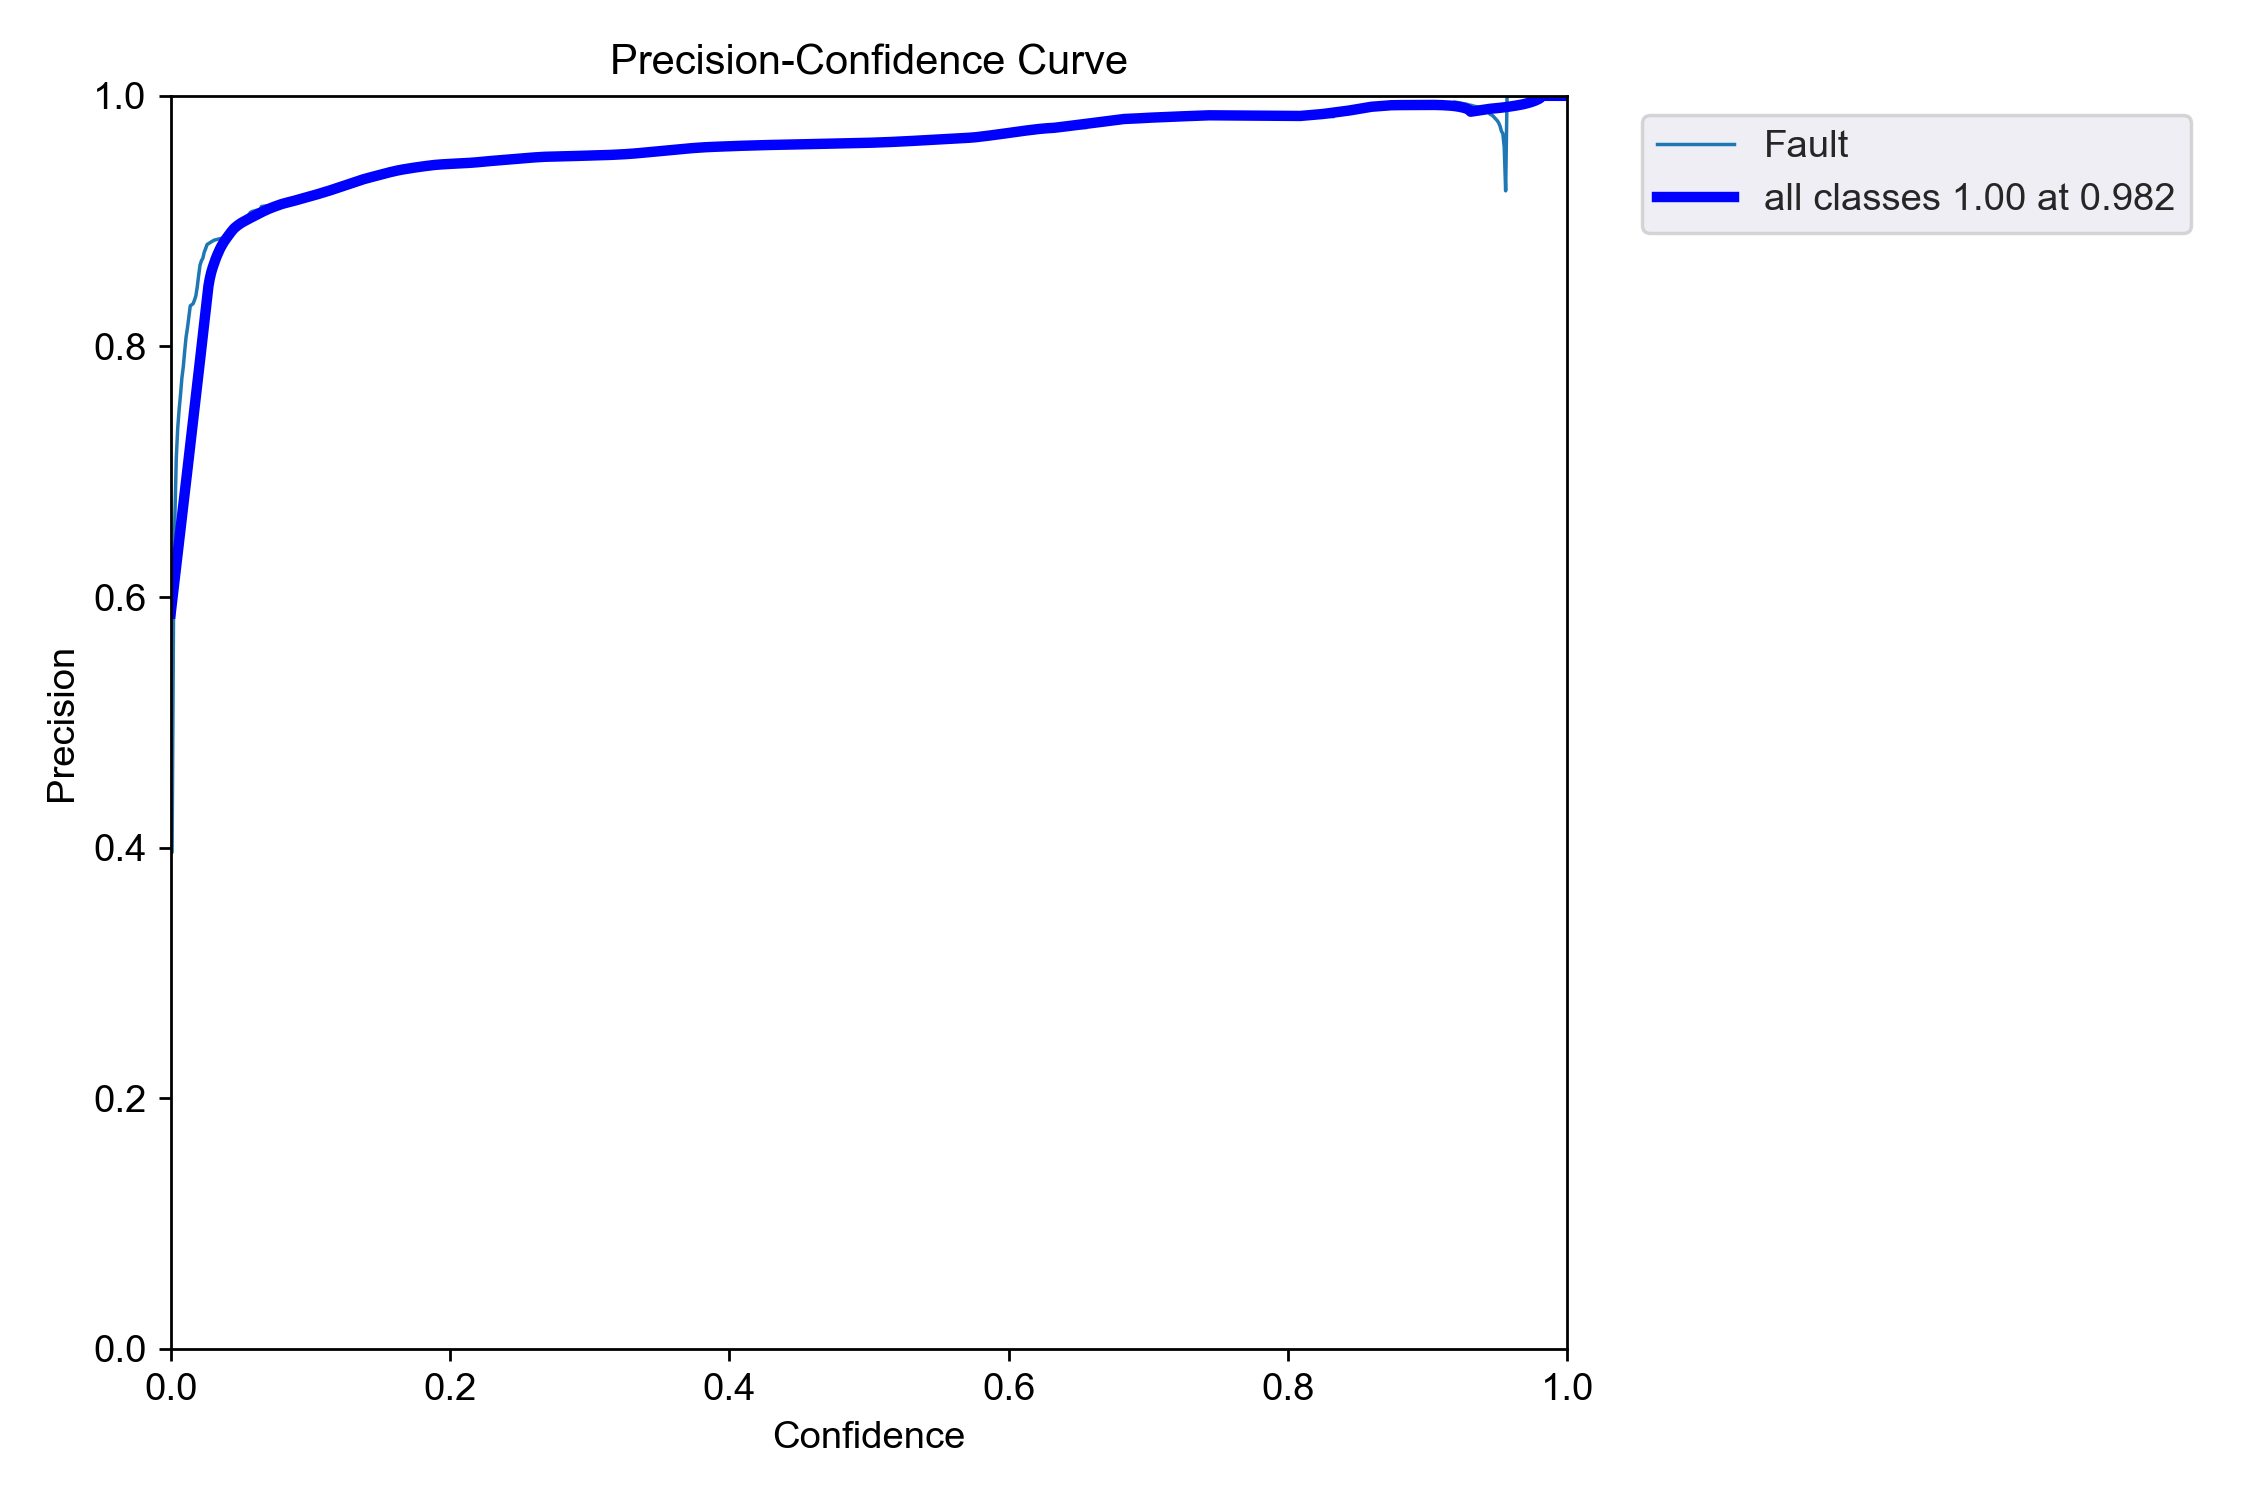 Precision-Confidence Curve
1.0
0.8
0.6
0.4
0.2
0.0
Precision
0.0 0.2 0.4 0.6 0.8 1.0
Confidence
Fault
all classes 1.00 at 0.982